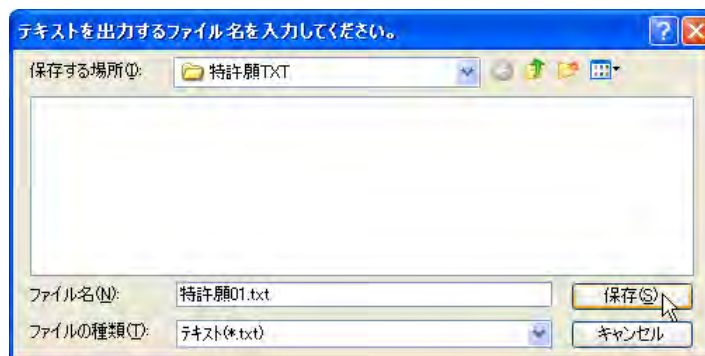 テキストを出力するファイル名を入力してください。
保存する場所(I):
特許願TXT
ファイル名(N):
特許願01.txt
保存(S)
ファイルの種類(T):
テキスト(*.txt)
キャンセル